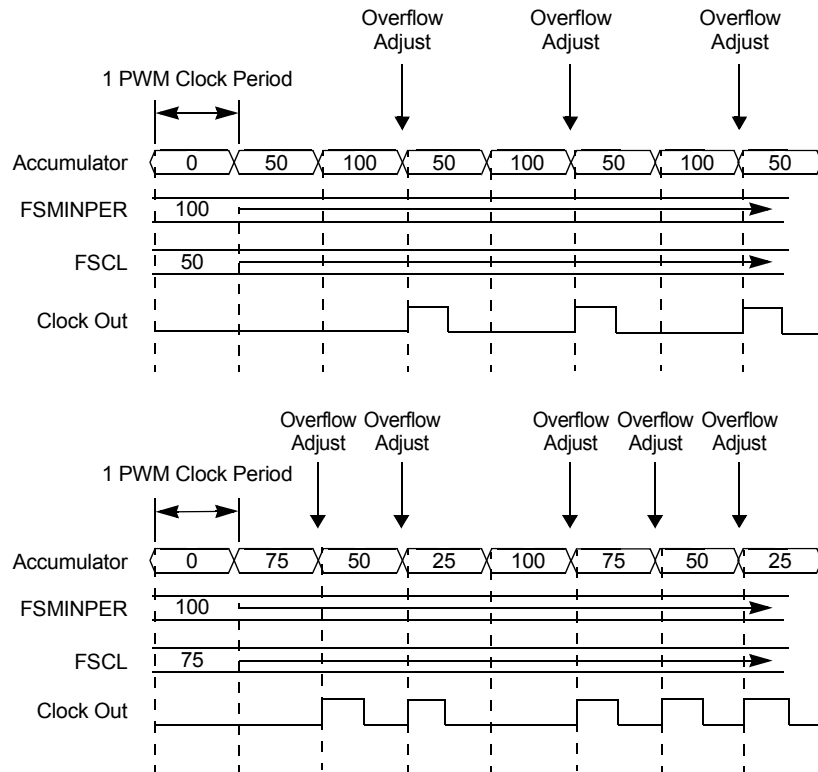 Overflow Overflow Overflow
Adjust Adjust Adjust
1 PWM Clock Period
Accumulator 0 50 100 50 100 50 100 50
FSMINPER 100
FSCL 50
Clock Out
Overflow Overflow Overflow Overflow Overflow
Adjust Adjust Adjust Adjust Adjust
1 PWM Clock Period
Accumulator 0 75 50 25 100 75 50 25
FSMINPER 100
FSCL 75
Clock Out